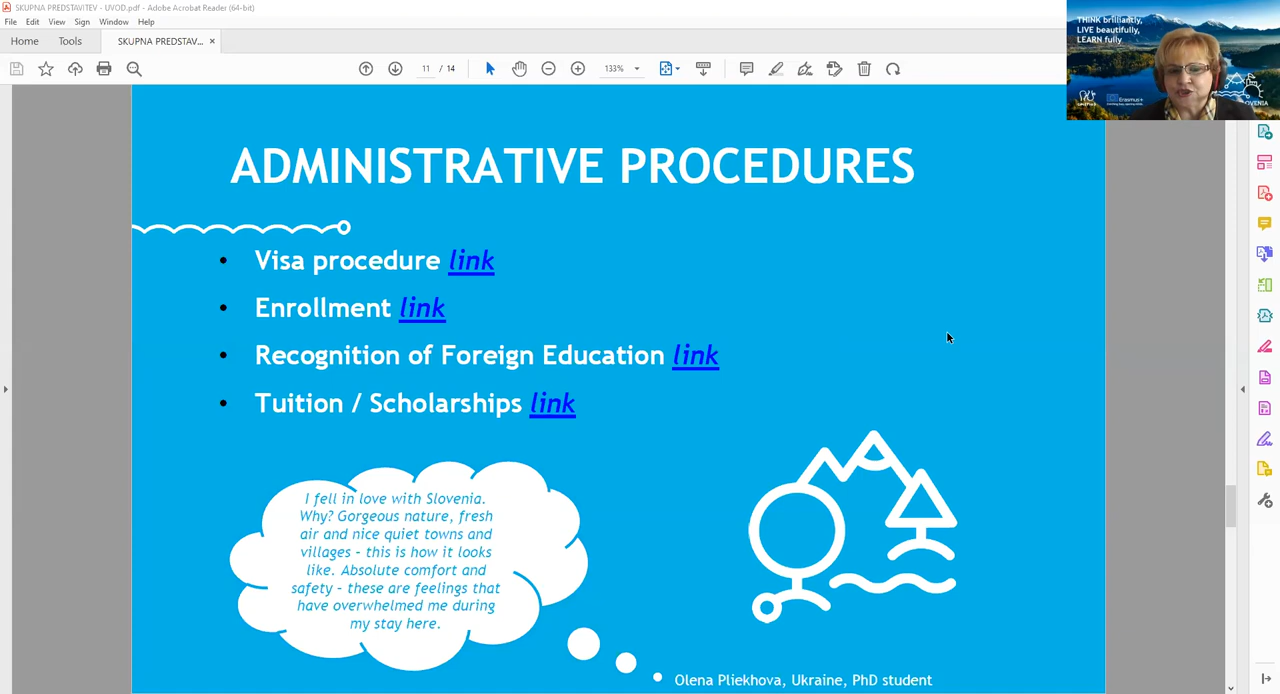 SKUPNA PREDSTAVITEV - UVOD.pdf - Adobe Acrobat Reader (64-bit)
File Edit View Sign Window Help
Home Tools SKUPNA PREDSTAV... ×
11 / 14 133%
THINK brilliantly,
LIVE beautifully,
LEARN fully
Erasmus+
ADMINISTRATIVE PROCEDURES
• Visa procedure link
• Enrollment link
• Recognition of Foreign Education link
• Tuition / Scholarships link
I fell in love with Slovenia.
Why? Gorgeous nature, fresh
air and nice quiet towns and
villages – this is how it looks
like. Absolute comfort and
safety – these are feelings that
have overwhelmed me during
my stay here.
Olena Pliekhova, Ukraine, PhD student